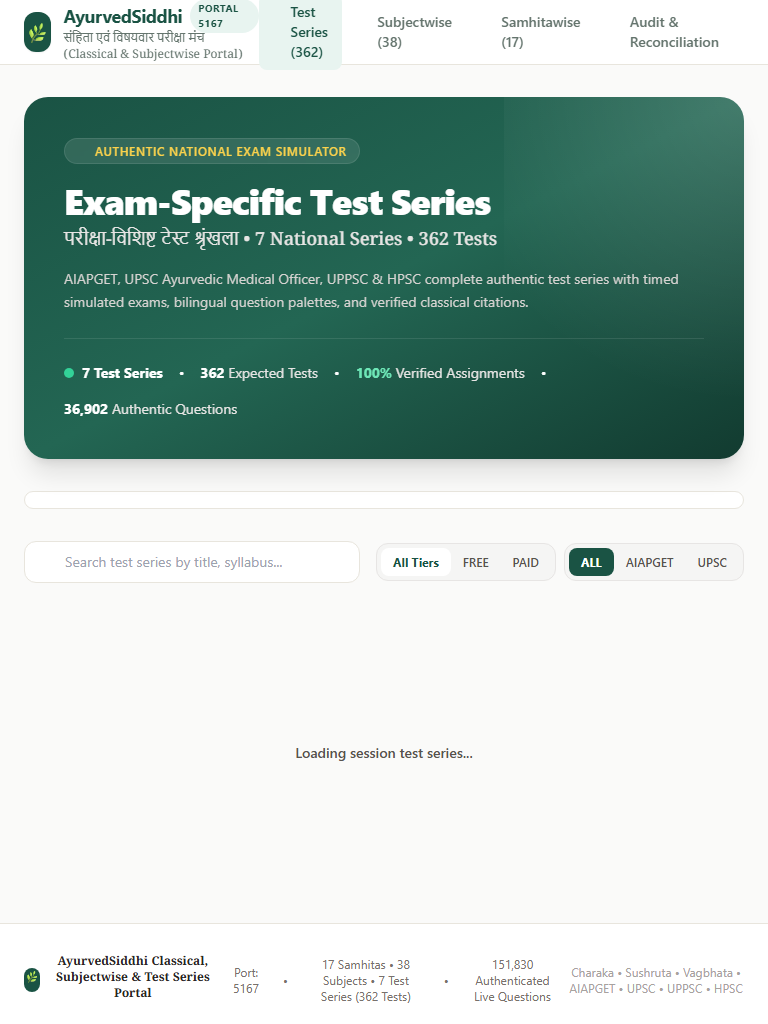 AyurvedSiddhi
PORTAL
5167
संहिता एवं विषयवार परीक्षा मंच
(Classical & Subjectwise Portal)
Test
Series
(362)
Subjectwise
(38)
Samhitawise
(17)
Audit &
Reconciliation
AUTHENTIC NATIONAL EXAM SIMULATOR
Exam-Specific Test Series
परीक्षा-विशिष्ट टेस्ट श्रृंखला • 7 National Series • 362 Tests
AIAPGET, UPSC Ayurvedic Medical Officer, UPPSC & HPSC complete authentic test series with timed
simulated exams, bilingual question palettes, and verified classical citations.
7 Test Series • 362 Expected Tests • 100% Verified Assignments •
36,902 Authentic Questions
Search test series by title, syllabus...
All Tiers FREE PAID
ALL AIAPGET UPSC
Loading session test series...
AyurvedSiddhi Classical,
Subjectwise & Test Series
Portal
Port:
5167
•
17 Samhitas • 38
Subjects • 7 Test
Series (362 Tests)
•
151,830
Authenticated
Live Questions
Charaka • Sushruta • Vagbhata •
AIAPGET • UPSC • UPPSC • HPSC